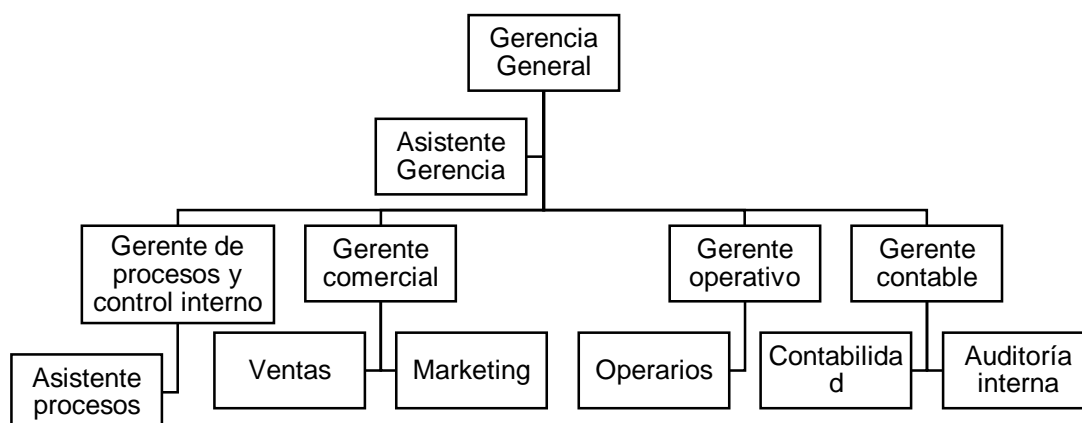 Gerencia
General
Asistente
Gerencia
Gerente de
procesos y
control interno
Gerente
comercial
Gerente
operativo
Gerente
contable
Asistente
procesos
Ventas
Marketing
Operarios
Contabilida
d
Auditoría
interna